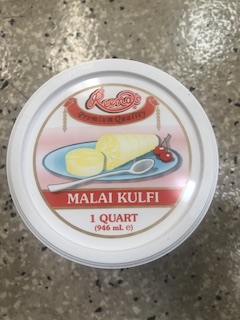 Premium Quality
MALAI KULFI
1 QUART
(946 mL e)